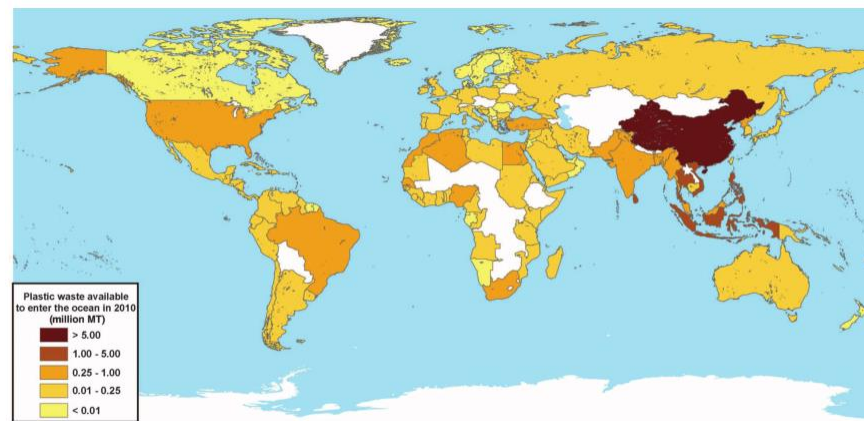 Plastic waste available
to enter the ocean in 2010
(million MT)
> 5.00
1.00 - 5.00
0.25 - 1.00
0.01 - 0.25
< 0.01